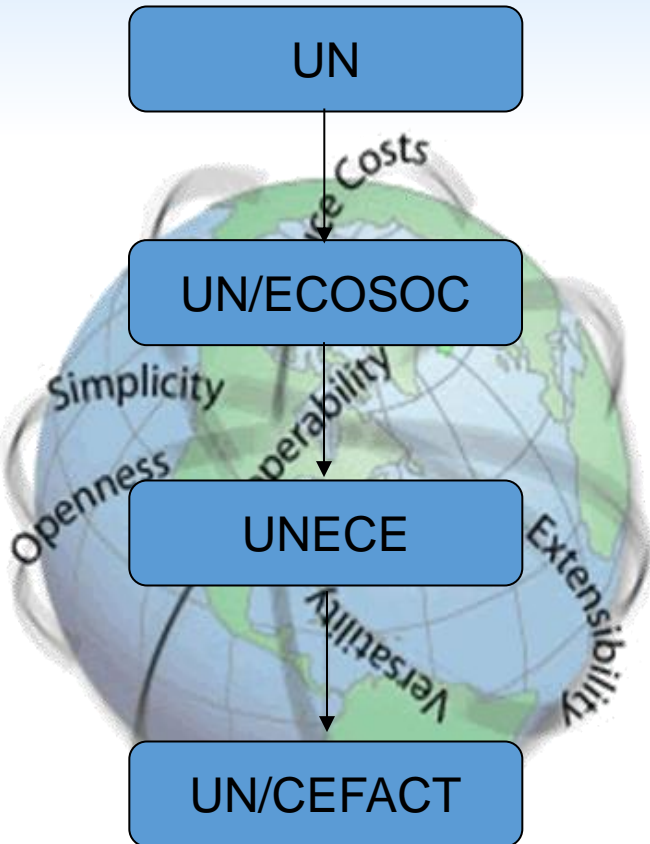 UN
Costs
UN/ECOSOC
Simplicity
Openness
UNECE
Extensibility
Versatility
UN/CEFACT